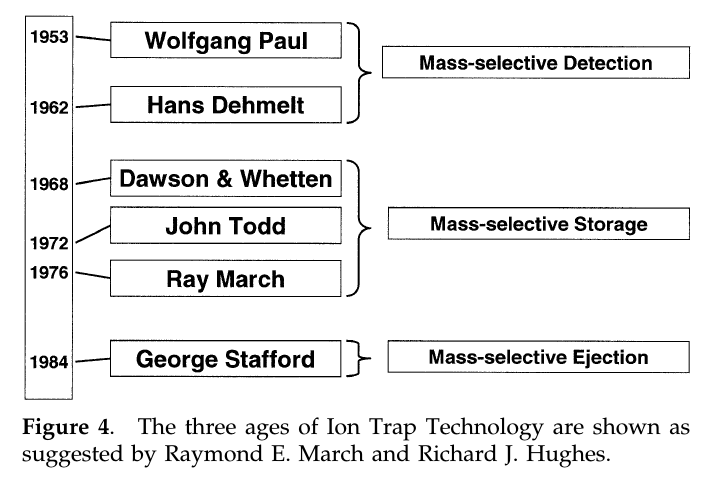 1953
Wolfgang Paul
Mass-selective Detection
1962
Hans Dehmelt
1968
Dawson & Whetten
1972
John Todd
Mass-selective Storage
1976
Ray March
1984
George Stafford
Mass-selective Ejection
Figure 4. The three ages of Ion Trap Technology are shown as
suggested by Raymond E. March and Richard J. Hughes.